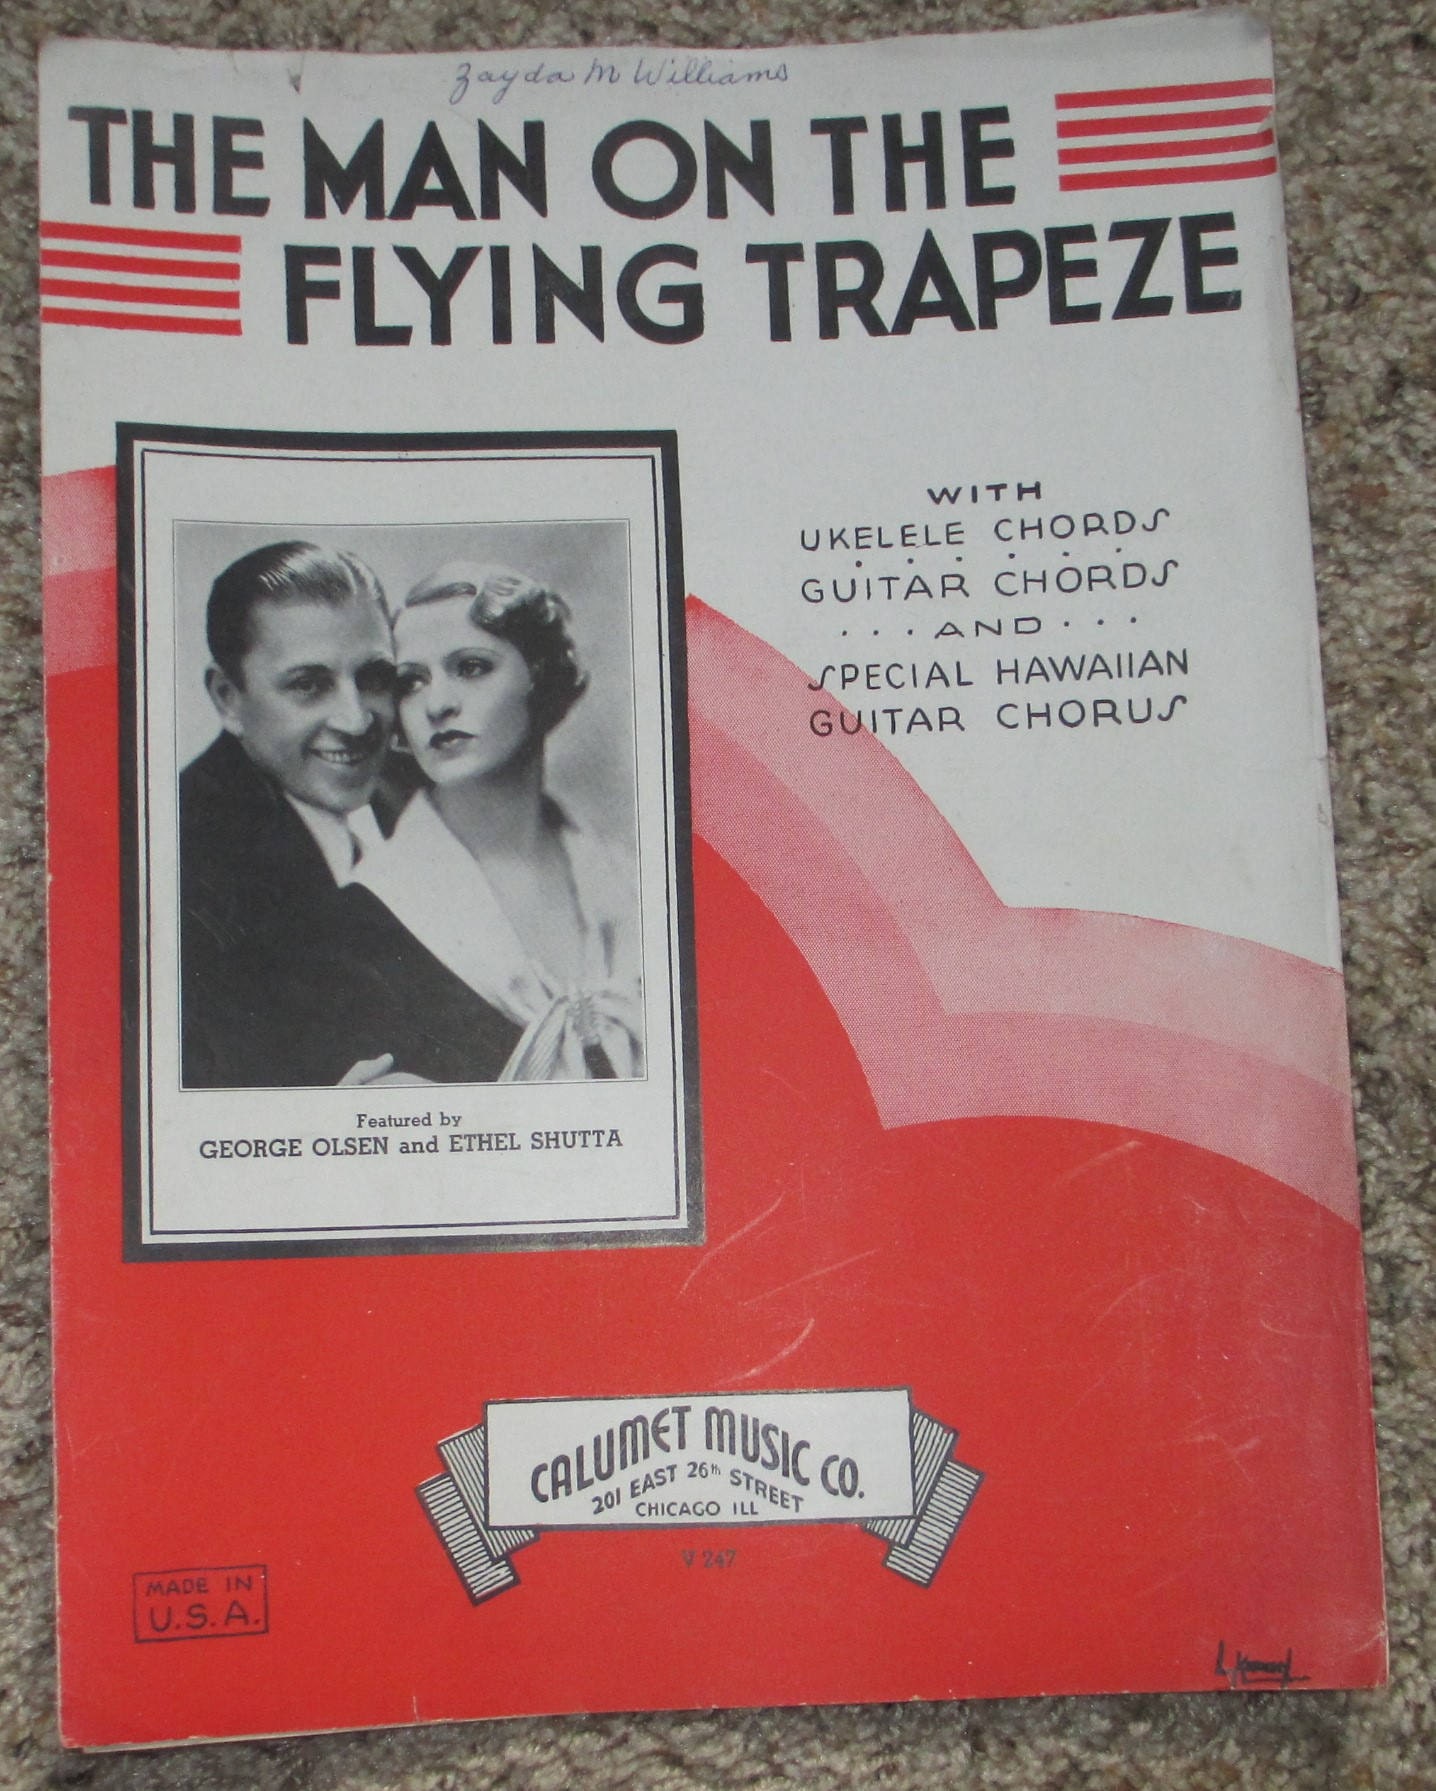 Zayda M Williams
THE MAN ON THE
FLYING TRAPEZE
WITH
UKELELE CHORDS
GUITAR CHORDS
...AND...
SPECIAL HAWAIIAN
GUITAR CHORUS
Featured by
GEORGE OLSEN and ETHEL SHUTTA
CALUMET MUSIC CO.
201 EAST 26th STREET
CHICAGO ILL
V 247
MADE IN
U.S.A.